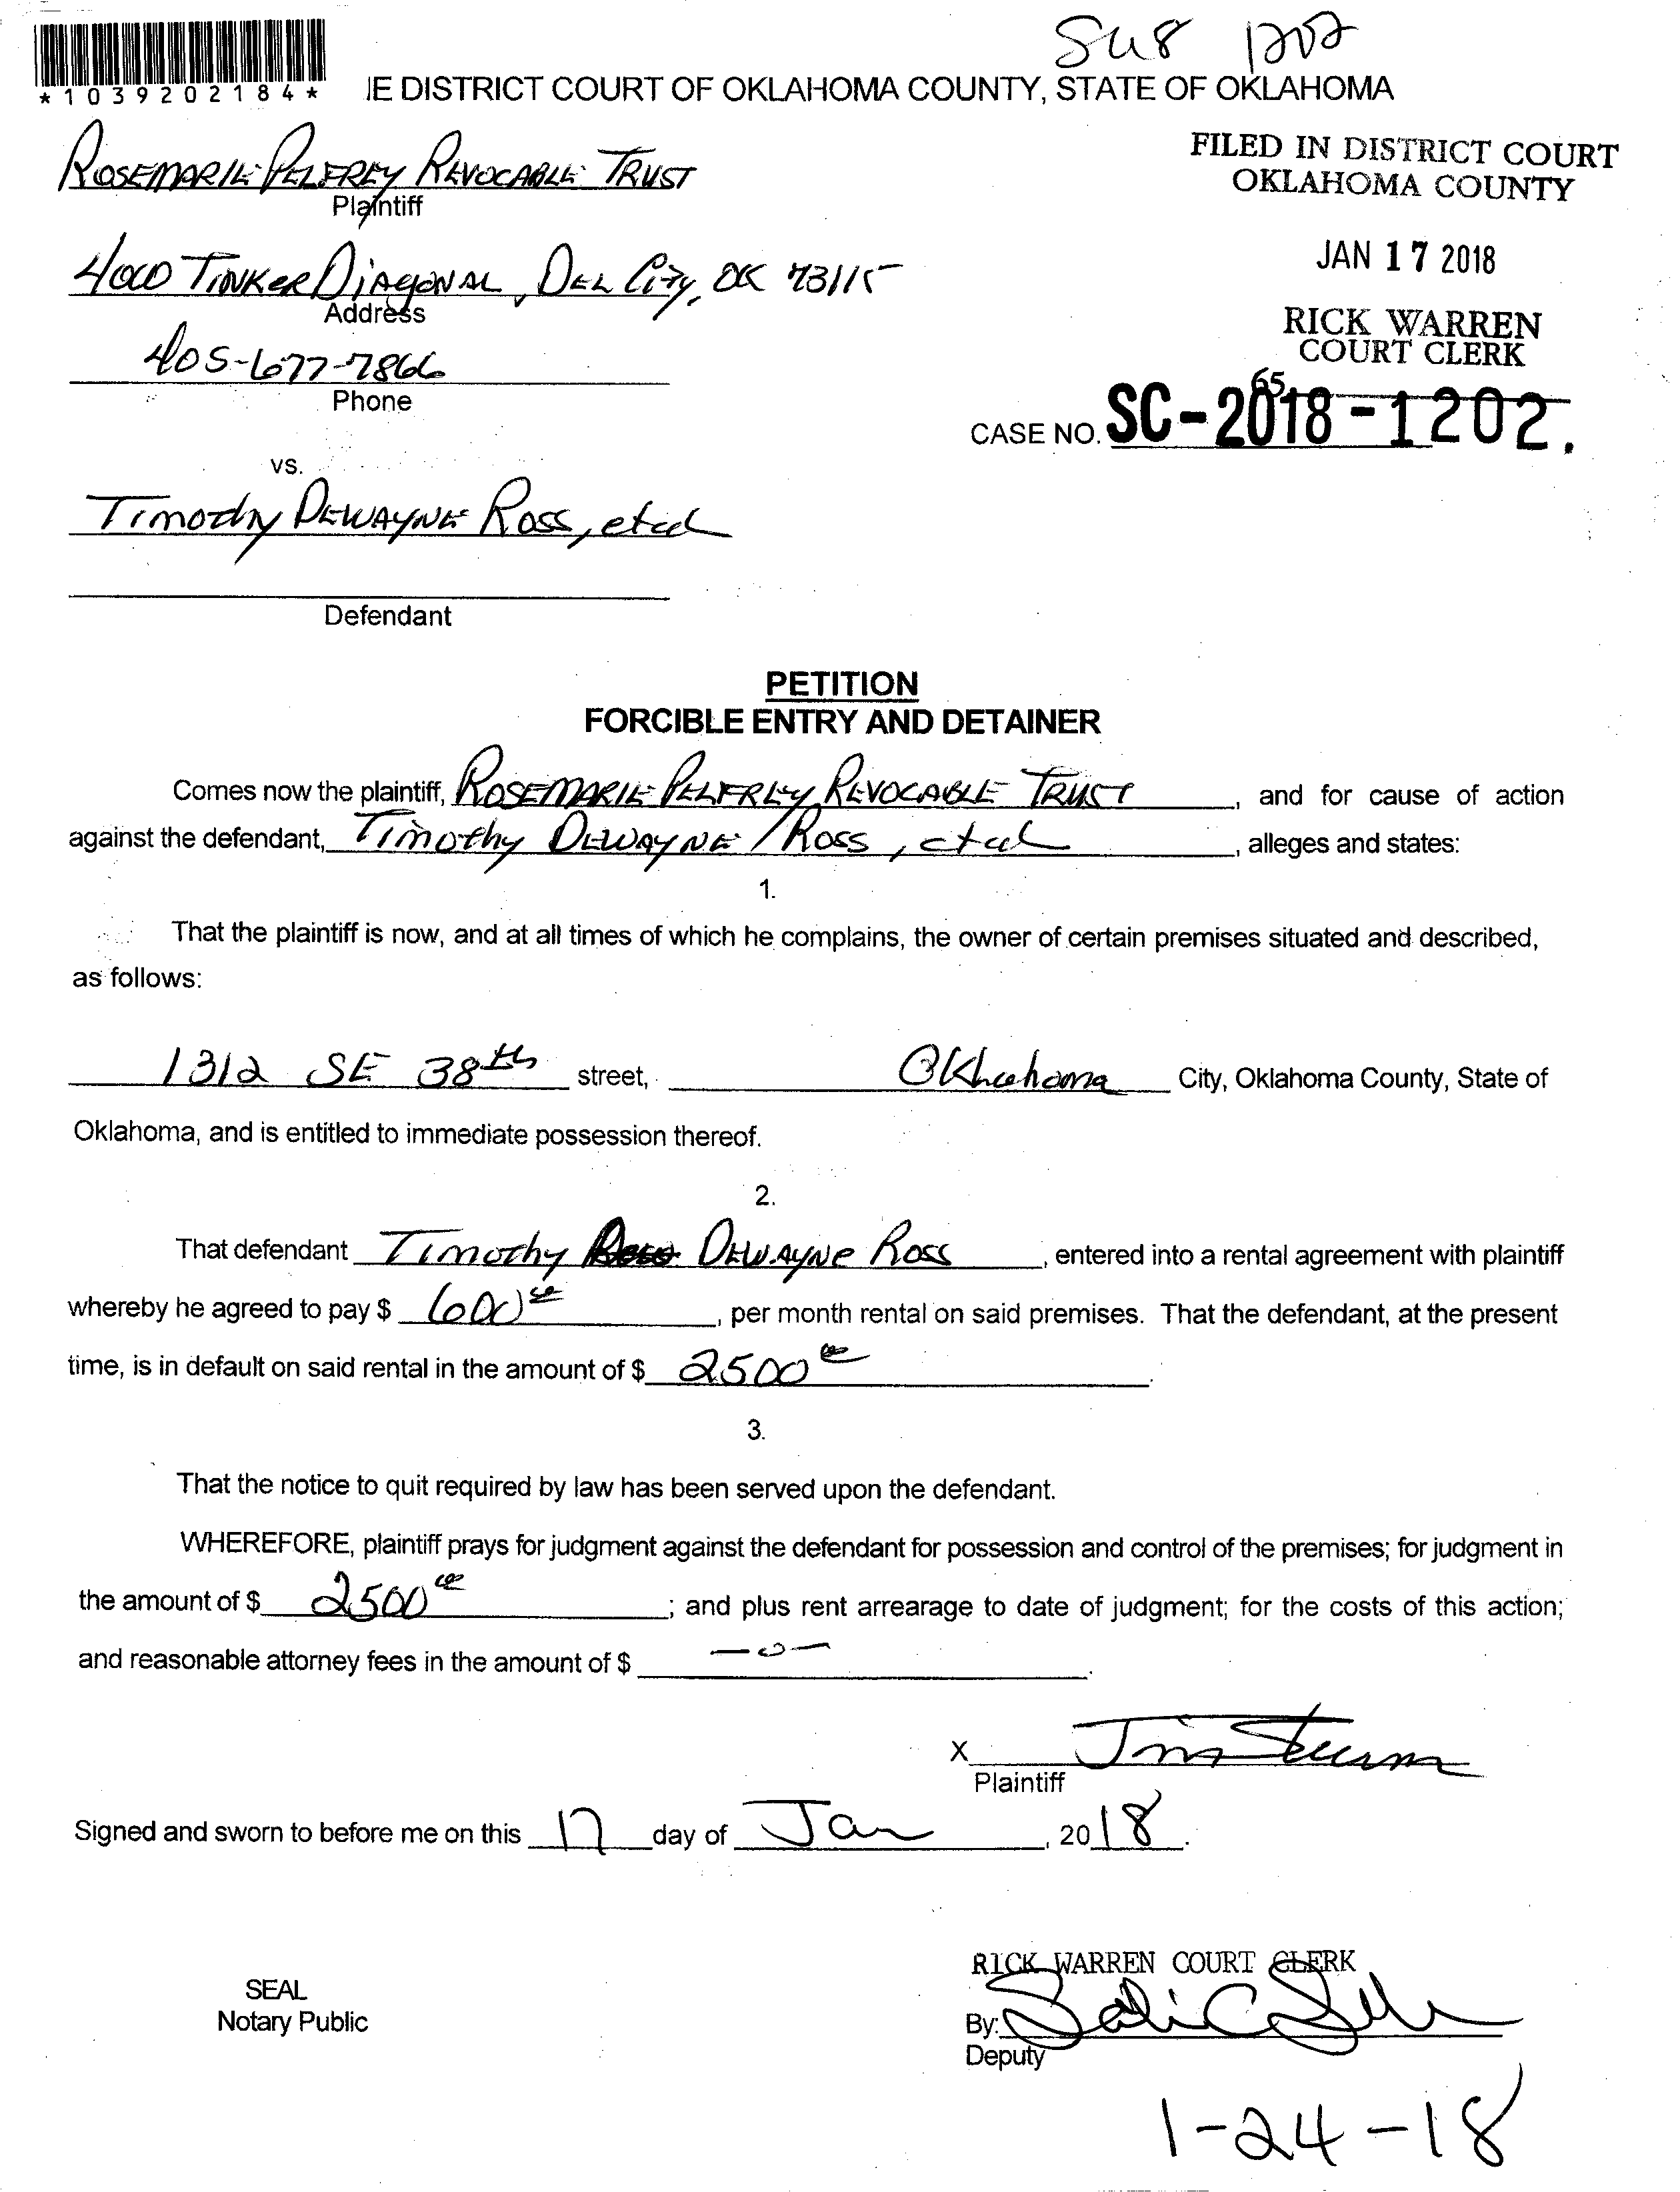 SU8 1202
*1039202184*
IE DISTRICT COURT OF OKLAHOMA COUNTY, STATE OF OKLAHOMA
ROSEMARIE PELFREY REVOCABLE TRUST
Plaintiff
FILED IN DISTRICT COURT
OKLAHOMA COUNTY
4000 TINKER DIAGONAL, DEL CITY, OK 73115
Address
JAN 17 2018
405-677-7866
Phone
RICK WARREN
COURT CLERK
65
CASE NO. SC-2018-1202.
vs.
Timothy DEWAYNE ROSS, etal
Defendant
PETITION
FORCIBLE ENTRY AND DETAINER
Comes now the plaintiff, ROSEMARIE PELFREY REVOCABLE TRUST, and for cause of action
against the defendant, Timothy DEWAYNE ROSS, etal, alleges and states:
1.
That the plaintiff is now, and at all times of which he complains, the owner of certain premises situated and described,
as follows:
1312 SE 38th street, Oklahoma City, Oklahoma County, State of
Oklahoma, and is entitled to immediate possession thereof.
2.
That defendant Timothy DEWAYNE ROSS, entered into a rental agreement with plaintiff
whereby he agreed to pay $ 600, per month rental on said premises. That the defendant, at the present
time, is in default on said rental in the amount of $ 2500.
3.
That the notice to quit required by law has been served upon the defendant.
WHEREFORE, plaintiff prays for judgment against the defendant for possession and control of the premises; for judgment in
the amount of $ 2500; and plus rent arrearage to date of judgment; for the costs of this action;
and reasonable attorney fees in the amount of $ -0-.
X
Plaintiff
Signed and sworn to before me on this 17 day of Jan, 2018.
RICK WARREN COURT CLERK
SEAL
Notary Public
By:
Deputy
1-24-18